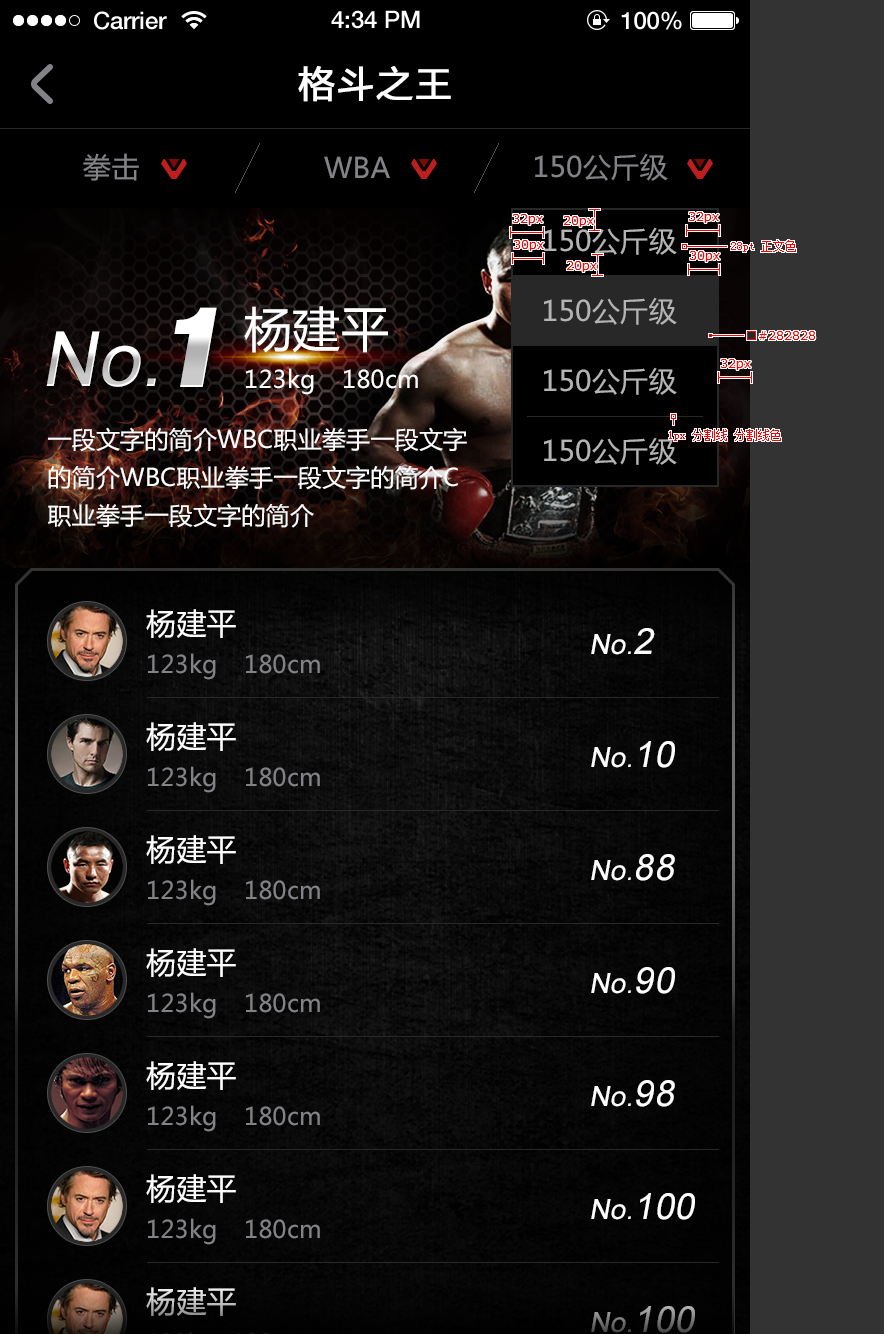 Carrier 4:34 PM 100%
格斗之王
拳击 WBA 150公斤级
32px 20px 32px
150公斤级
28pt 正文色
30px 30px
20px
150公斤级
#282828
32px
150公斤级
1px 分割线 分割线色
150公斤级
No.1 杨建平
123kg 180cm
一段文字的简介WBC职业拳手一段文字
的简介WBC职业拳手一段文字的简介C
职业拳手一段文字的简介
杨建平
123kg 180cm
No.2
杨建平
123kg 180cm
No.10
杨建平
123kg 180cm
No.88
杨建平
123kg 180cm
No.90
杨建平
123kg 180cm
No.98
杨建平
123kg 180cm
No.100
杨建平
No.100